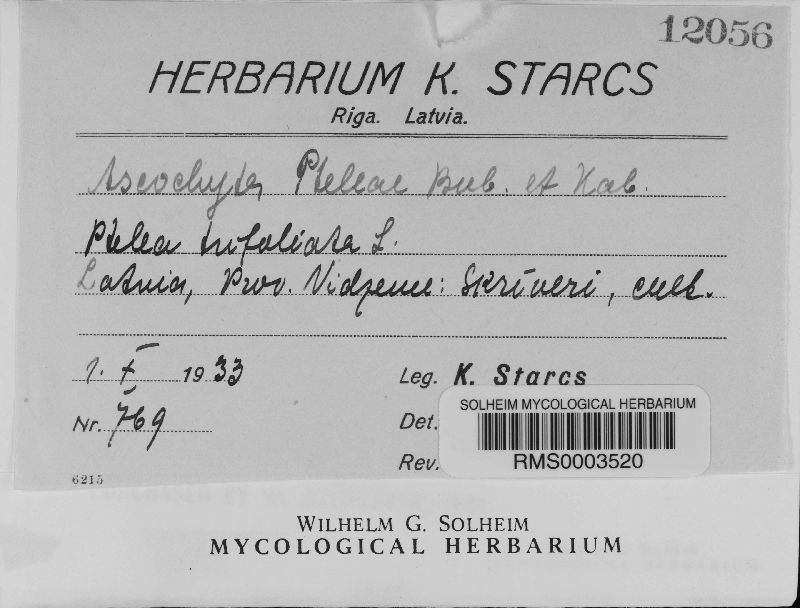 12056
HERBARIUM K. STARCS
Riga. Latvia.
Ascochyta Pteleae Bub. et Kab.
Ptelea trifoliata L.
Latvia, Prov. Vidzeme: Skrīveri, cult.
1. X 1933
Leg. K. Starcs
Nr. 769
Det.
Rev.
SOLHEIM MYCOLOGICAL HERBARIUM
RMS0003520
6215
WILHELM G. SOLHEIM
MYCOLOGICAL HERBARIUM